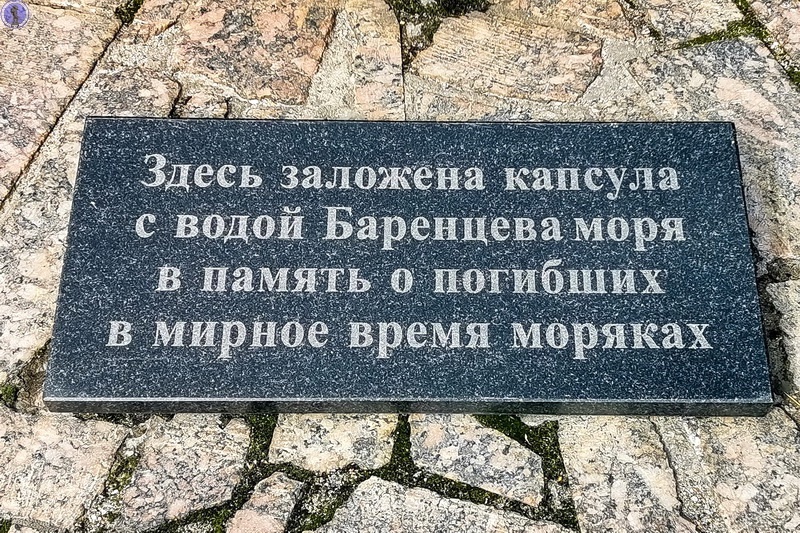 Здесь заложена капсула
с водой Баренцева моря
в память о погибших
в мирное время моряках